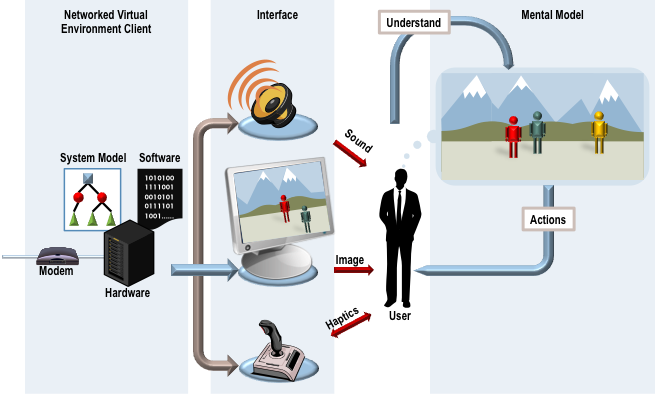 Networked Virtual
Environment Client
Interface
Mental Model
Understand
Sound
System Model
Software
1010100
1111001
0010101
0111101
1001......
Image
Actions
Modem
Hardware
Haptics
User